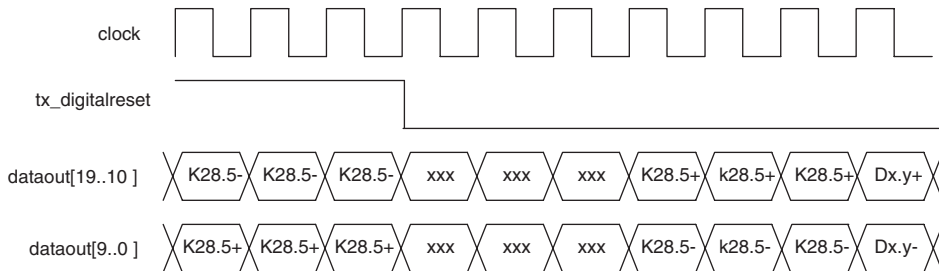 clock
tx_digitalreset
dataout[19..10 ] K28.5- K28.5- K28.5- xxx xxx xxx K28.5+ k28.5+ K28.5+ Dx.y+
dataout[9..0 ] K28.5+ K28.5+ K28.5+ xxx xxx xxx K28.5- k28.5- K28.5- Dx.y-